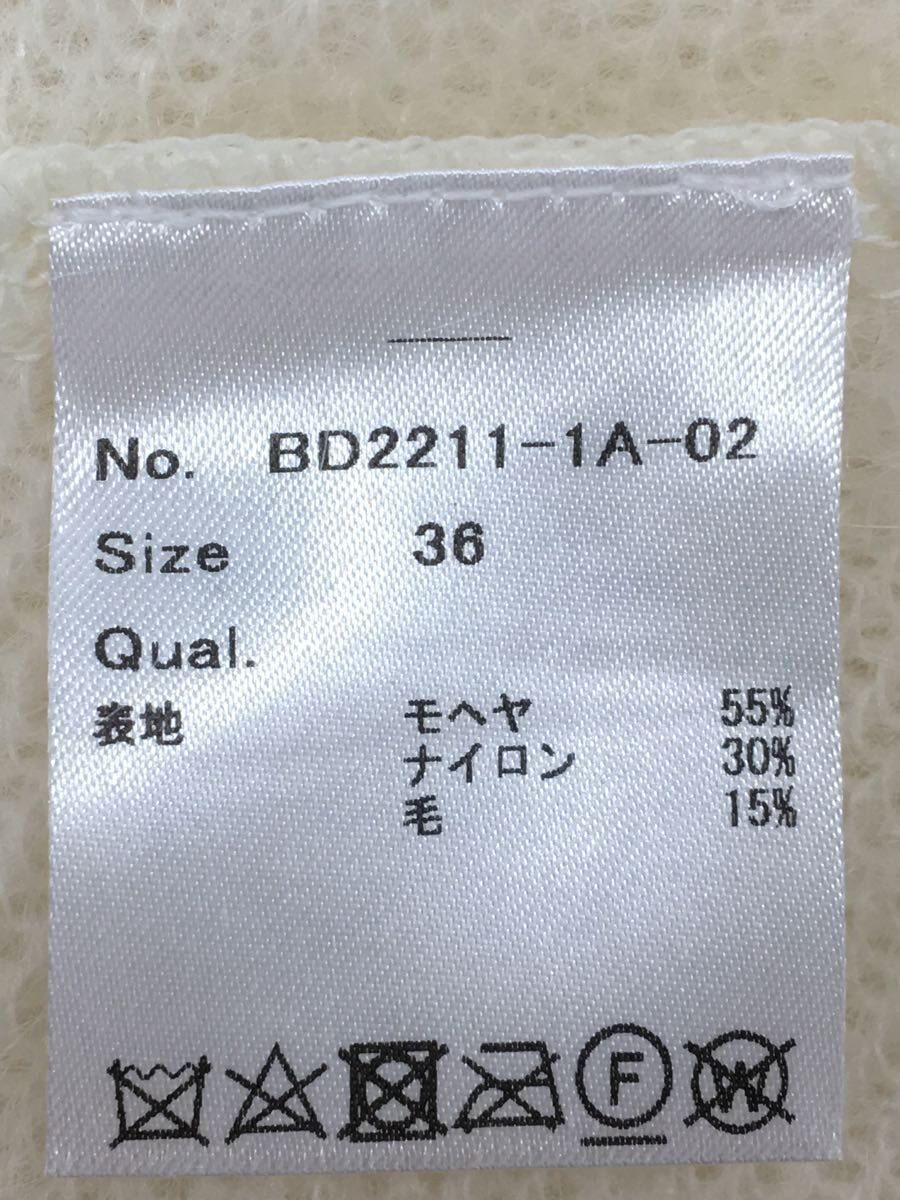 No. BD2211-1A-02
Size 36
Qual.
表地 モヘヤ 55%
ナイロン 30%
毛 15%
F W